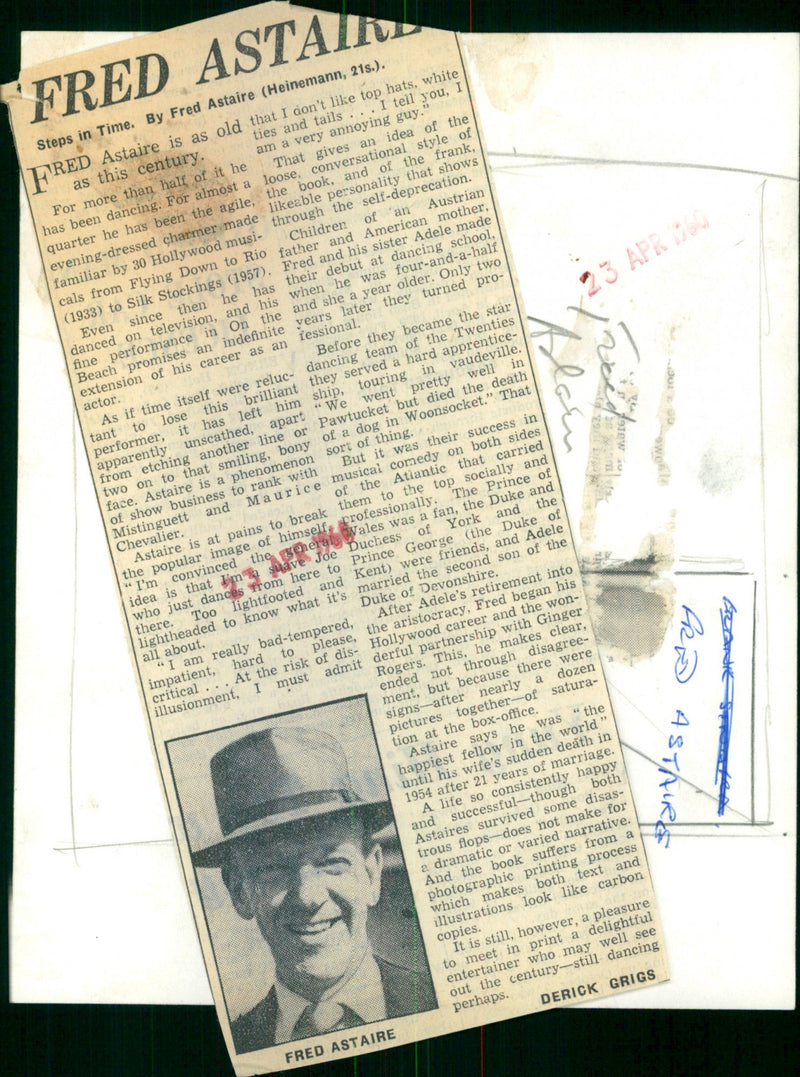 FRED ASTAIRE
Steps in Time. By Fred Astaire (Heinemann, 21s.).
FRED Astaire is as old
as this century.
For more than half of it he
has been dancing. For almost a
quarter he has been the agile,
evening-dressed charmer made
familiar by 30 Hollywood musi-
cals from Flying Down to Rio
(1933) to Silk Stockings (1957).
Even since then he has
danced on television, and his
fine performance in On the
Beach promises an indefinite
extension of his career as an
actor.
As if time itself were reluc-
tant to lose this brilliant
performer, it has left him
apparently unscathed, apart
from etching another line or
two on to that smiling, bony
face. Astaire is a phenomenon
of show business to rank with
Mistinguett and Maurice
Chevalier.
Astaire is at pains to break
the popular image of himself.
"I'm convinced the general
idea is that a suave Joe
who just dances from here to
there. Too lightfooted and
lightheaded to know what it's
all about.
"I am really bad-tempered,
impatient, hard to please,
critical . . . At the risk of dis-
illusionment, I must admit
that I don't like top hats, white
ties and tails . . . I tell you, I
am a very annoying guy."
That gives an idea of the
loose, conversational style of
the book, and of the frank,
likeable personality that shows
through the self-deprecation.
Children of an Austrian
father and American mother,
Fred and his sister Adele made
their debut at dancing school,
when he was four-and-a-half
and she a year older. Only two
years later they turned pro-
fessional.
Before they became the star
dancing team of the Twenties
they served a hard apprentice-
ship, touring in vaudeville.
"We went pretty well in
Pawtucket but died the death
of a dog in Woonsocket." That
sort of thing.
But it was their success in
musical comedy on both sides
of the Atlantic that carried
them to the top socially and
professionally. The Prince of
Wales was a fan, the Duke and
Duchess of York and the
Prince George (the Duke of
Kent) were friends, and Adele
married the second son of the
Duke of Devonshire.
After Adele's retirement into
the aristocracy, Fred began his
Hollywood career and the won-
derful partnership with Ginger
Rogers. This, he makes clear,
ended not through disagree-
ment, but because there were
signs—after nearly a dozen
pictures together—of satura-
tion at the box-office.
Astaire says he was "the
happiest fellow in the world"
until his wife's sudden death in
1954 after 21 years of marriage.
A life so consistently happy
and successful—though both
Astaires survived some disas-
trous flops—does not make for
a dramatic or varied narrative.
And the book suffers from a
photographic printing process
which makes both text and
illustrations look like carbon
copies.
It is still, however, a pleasure
to meet in print a delightful
entertainer who may well see
out the century—still dancing
perhaps.
DERICK GRIGS
FRED ASTAIRE
23 APR 1960
23 APR 1960
Fred
ASTAIRE